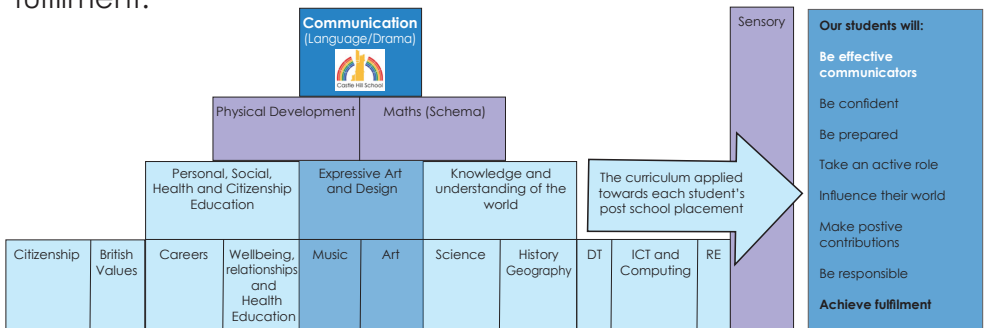 fulfilment.
Communication
(Language/Drama)
Castle Hill School
Sensory
Physical Development
Maths (Schema)
Personal, Social,
Health and Citizenship
Education
Expressive Art
and Design
Knowledge and
understanding of the
world
The curriculum applied
towards each student's
post school placement
Citizenship
British
Values
Careers
Wellbeing,
relationships
and
Health
Education
Music
Art
Science
History
Geography
DT
ICT and
Computing
RE
Our students will:
Be effective
communicators
Be confident
Be prepared
Take an active role
Influence their world
Make postive
contributions
Be responsible
Achieve fulfilment